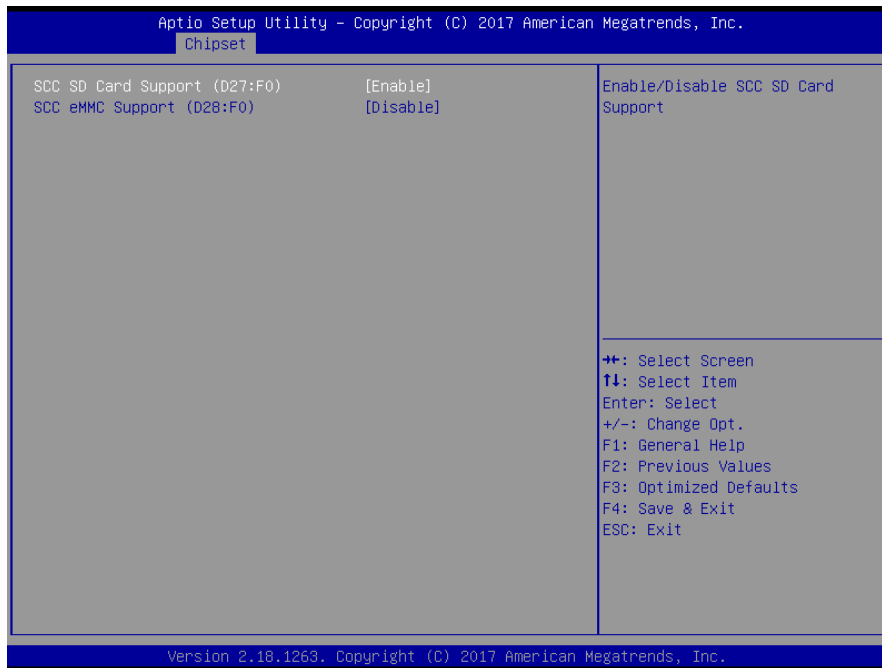 Aptio Setup Utility – Copyright (C) 2017 American Megatrends, Inc.
Chipset
SCC SD Card Support (D27:F0) [Enable]
SCC eMMC Support (D28:F0) [Disable]
Enable/Disable SCC SD Card
Support
→←: Select Screen
↑↓: Select Item
Enter: Select
+/-: Change Opt.
F1: General Help
F2: Previous Values
F3: Optimized Defaults
F4: Save & Exit
ESC: Exit
Version 2.18.1263. Copyright (C) 2017 American Megatrends, Inc.